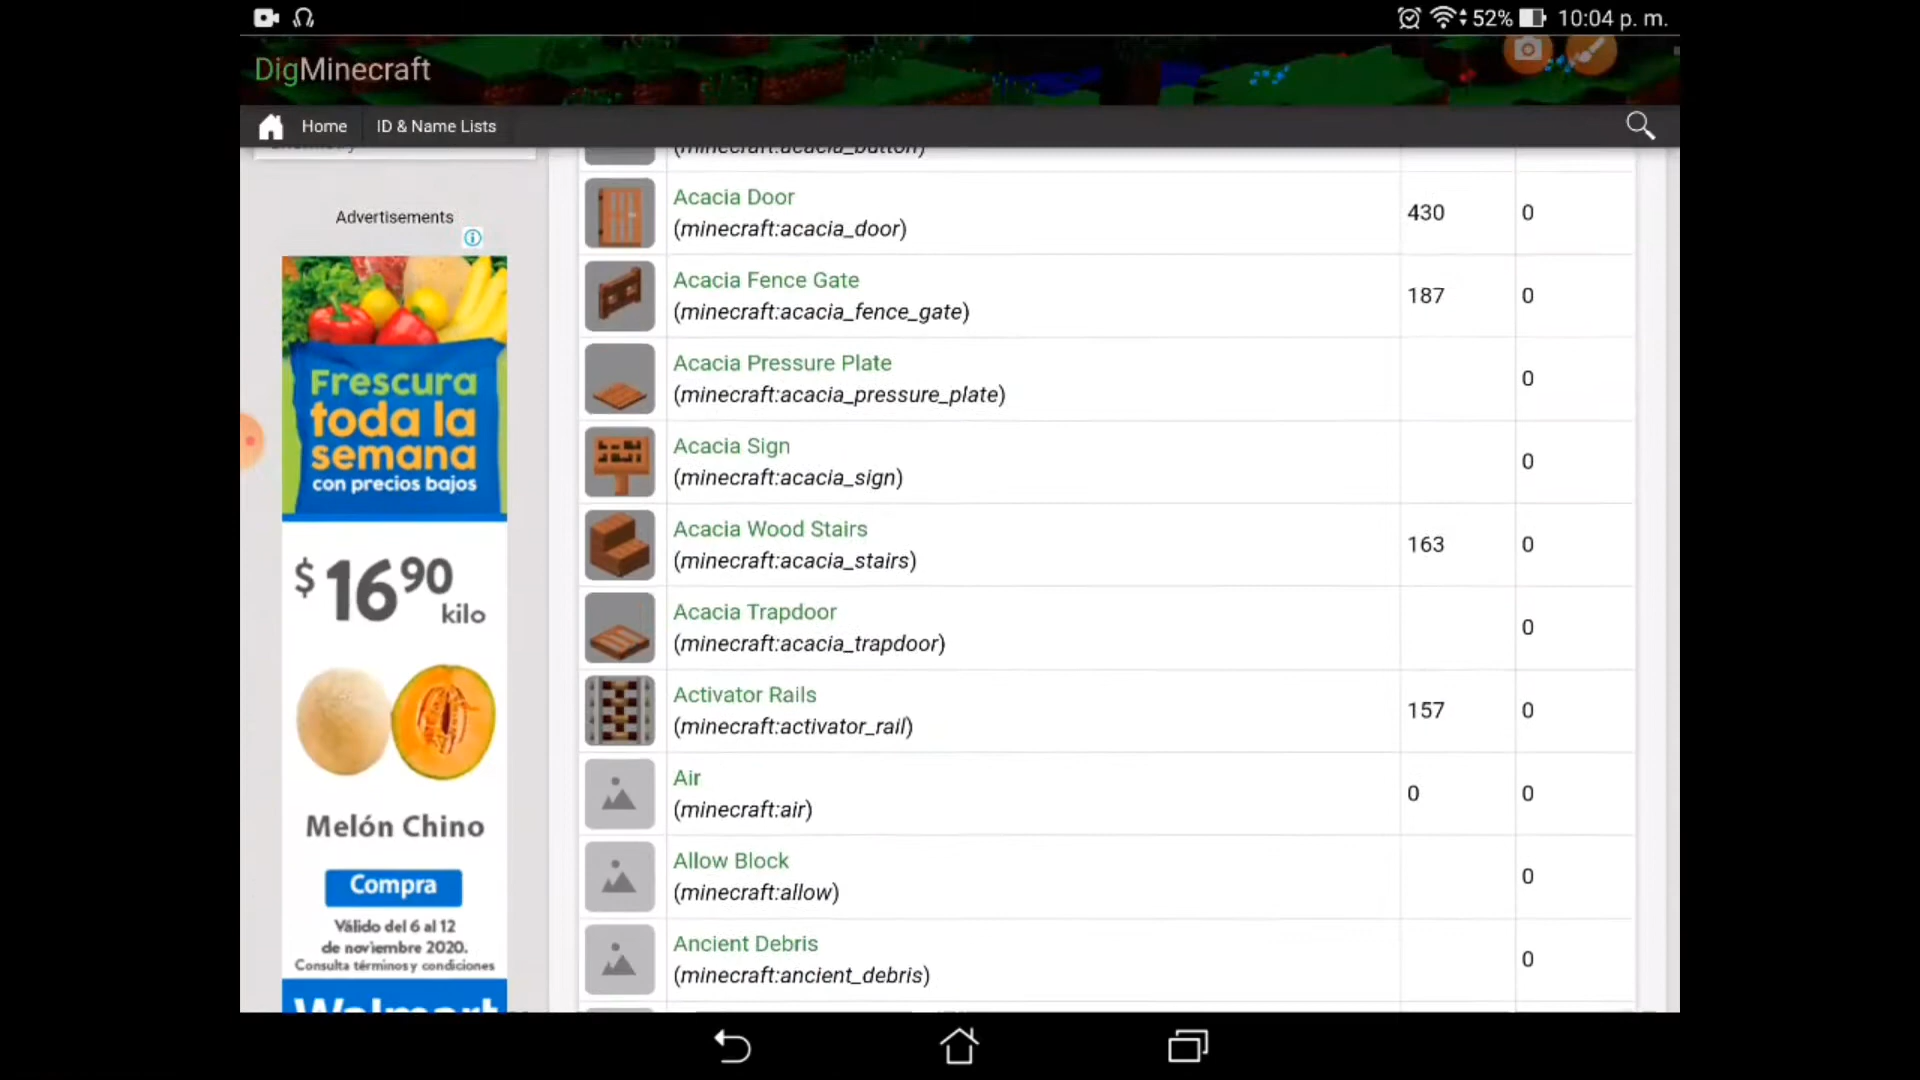 52% 10:04 p. m.
DigMinecraft
Home ID & Name Lists
(minecraft:acacia_button)
Advertisements
Acacia Door
(minecraft:acacia_door)
430 0
Acacia Fence Gate
(minecraft:acacia_fence_gate)
187 0
Acacia Pressure Plate
(minecraft:acacia_pressure_plate)
0
Acacia Sign
(minecraft:acacia_sign)
0
Acacia Wood Stairs
(minecraft:acacia_stairs)
163 0
Acacia Trapdoor
(minecraft:acacia_trapdoor)
0
Activator Rails
(minecraft:activator_rail)
157 0
Air
(minecraft:air)
0 0
Allow Block
(minecraft:allow)
0
Ancient Debris
(minecraft:ancient_debris)
0
Frescura
toda la
semana
con precios bajos
$ 16 90
kilo
Melón Chino
Compra
Válido del 6 al 12
de noviembre 2020.
Consulta términos y condiciones
Walmart